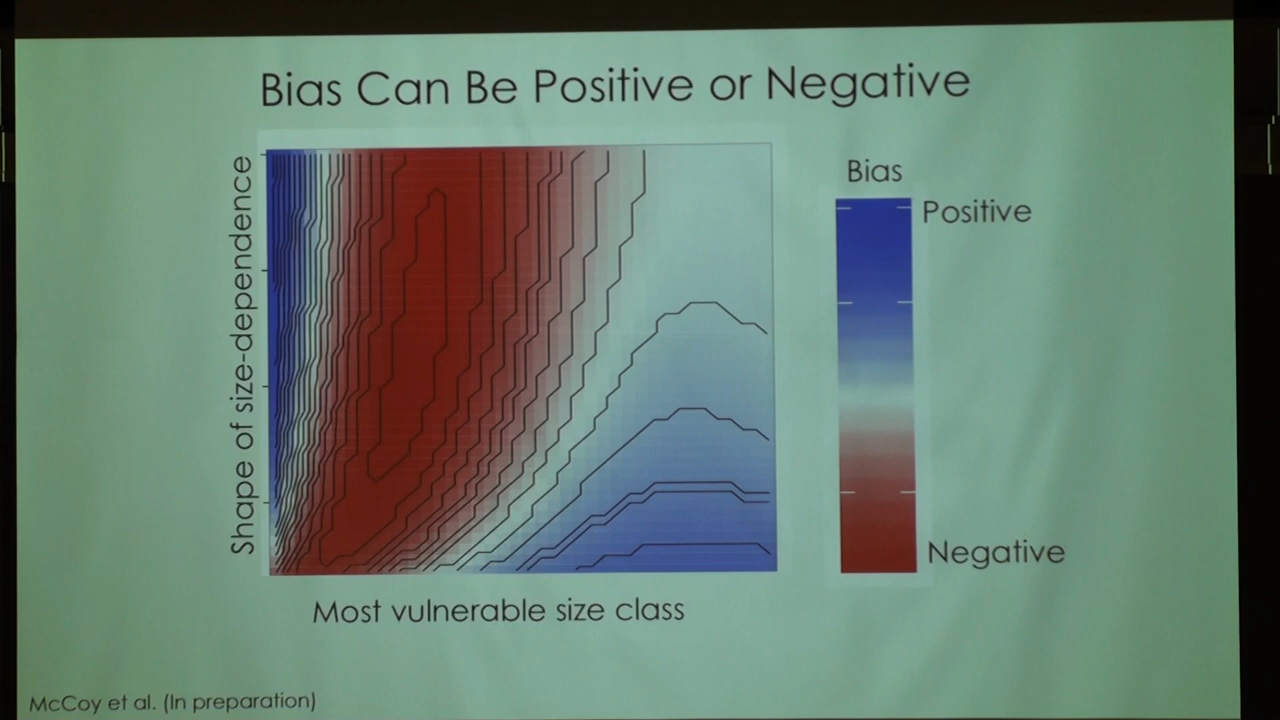 Bias Can Be Positive or Negative
Shape of size-dependence
Most vulnerable size class
Bias
Positive
Negative
McCoy et al. (In preparation)